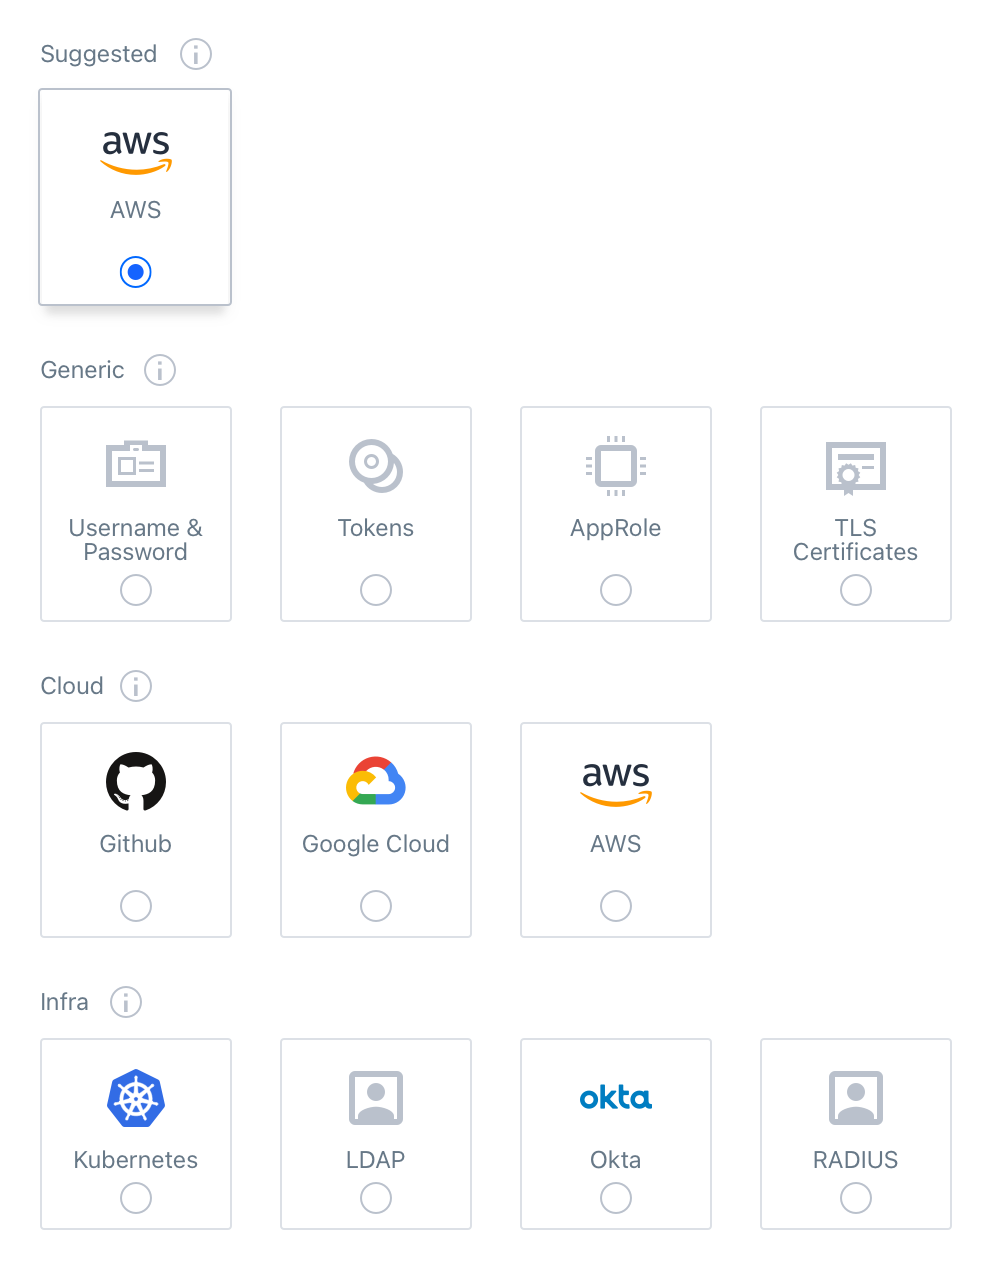 Suggested
aws
AWS
Generic
Username &
Password
Tokens
AppRole
TLS
Certificates
Cloud
Github
Google Cloud
aws
AWS
Infra
Kubernetes
LDAP
okta
Okta
RADIUS